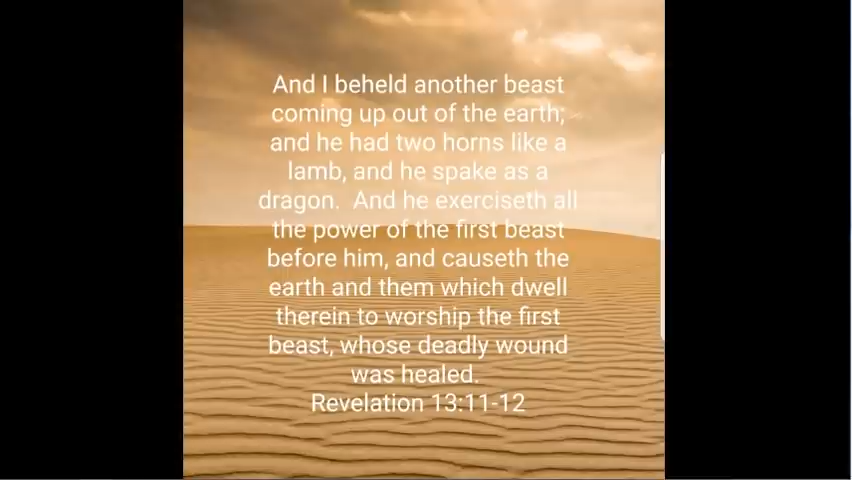 And I beheld another beast
coming up out of the earth;
and he had two horns like a
lamb, and he spake as a
dragon.  And he exerciseth all
the power of the first beast
before him, and causeth the
earth and them which dwell
therein to worship the first
beast, whose deadly wound
was healed.
Revelation 13:11-12